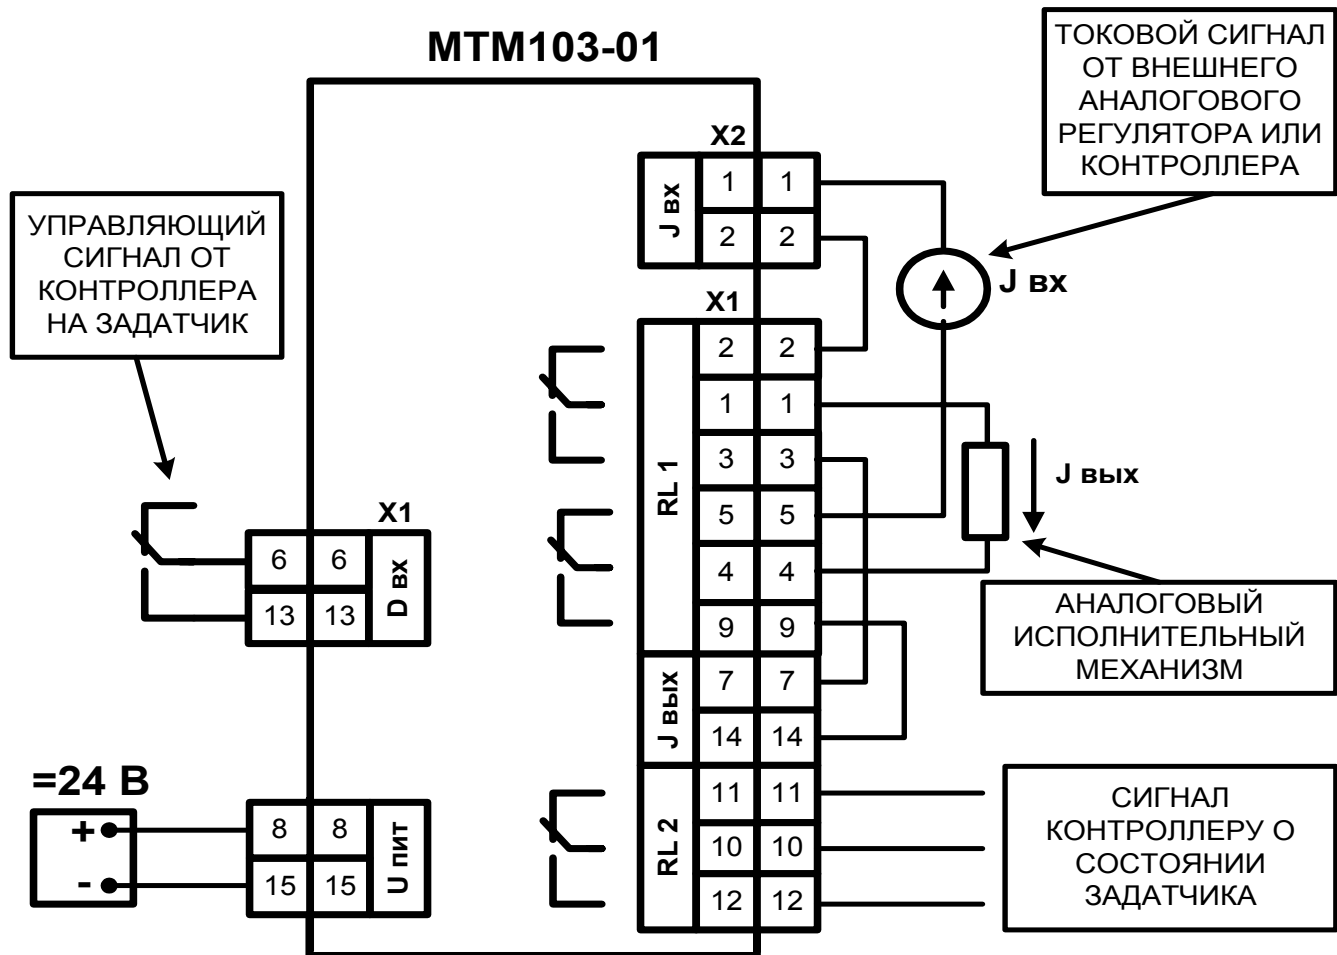 МТМ103-01
ТОКОВОЙ СИГНАЛ
ОТ ВНЕШНЕГО
АНАЛОГОВОГО
РЕГУЛЯТОРА ИЛИ
КОНТРОЛЛЕРА
УПРАВЛЯЮЩИЙ
СИГНАЛ ОТ
КОНТРОЛЛЕРА
НА ЗАДАТЧИК
X2
J вх
1 1
2 2
J вх
X1
RL 1
2 2
1 1
3 3
5 5
4 4
9 9
J вых
7 7
14 14
RL 2
11 11
10 10
12 12
J вых
АНАЛОГОВЫЙ
ИСПОЛНИТЕЛЬНЫЙ
МЕХАНИЗМ
X1
6 6
13 13
D вх
=24 В
+
-
8 8
15 15
U пит
СИГНАЛ
КОНТРОЛЛЕРУ О
СОСТОЯНИИ
ЗАДАТЧИКА